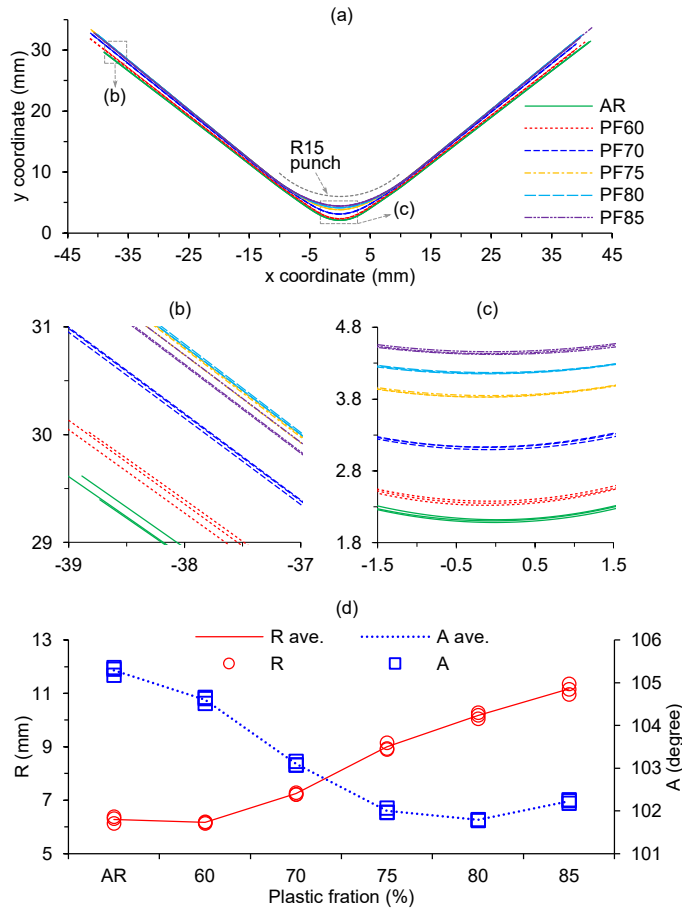 (a)
30
20
10
0
y coordinate (mm)
(b)
R15
punch
(c)
AR
PF60
PF70
PF75
PF80
PF85
-45 -35 -25 -15 -5 5 15 25 35 45
x coordinate (mm)
(b)
31
30
29
-39 -38 -37
(c)
4.8
3.8
2.8
1.8
-1.5 -0.5 0.5 1.5
(d)
R ave. A ave.
R A
13
11
9
7
5
R (mm)
106
105
104
103
102
101
A (degree)
AR 60 70 75 80 85
Plastic fration (%)